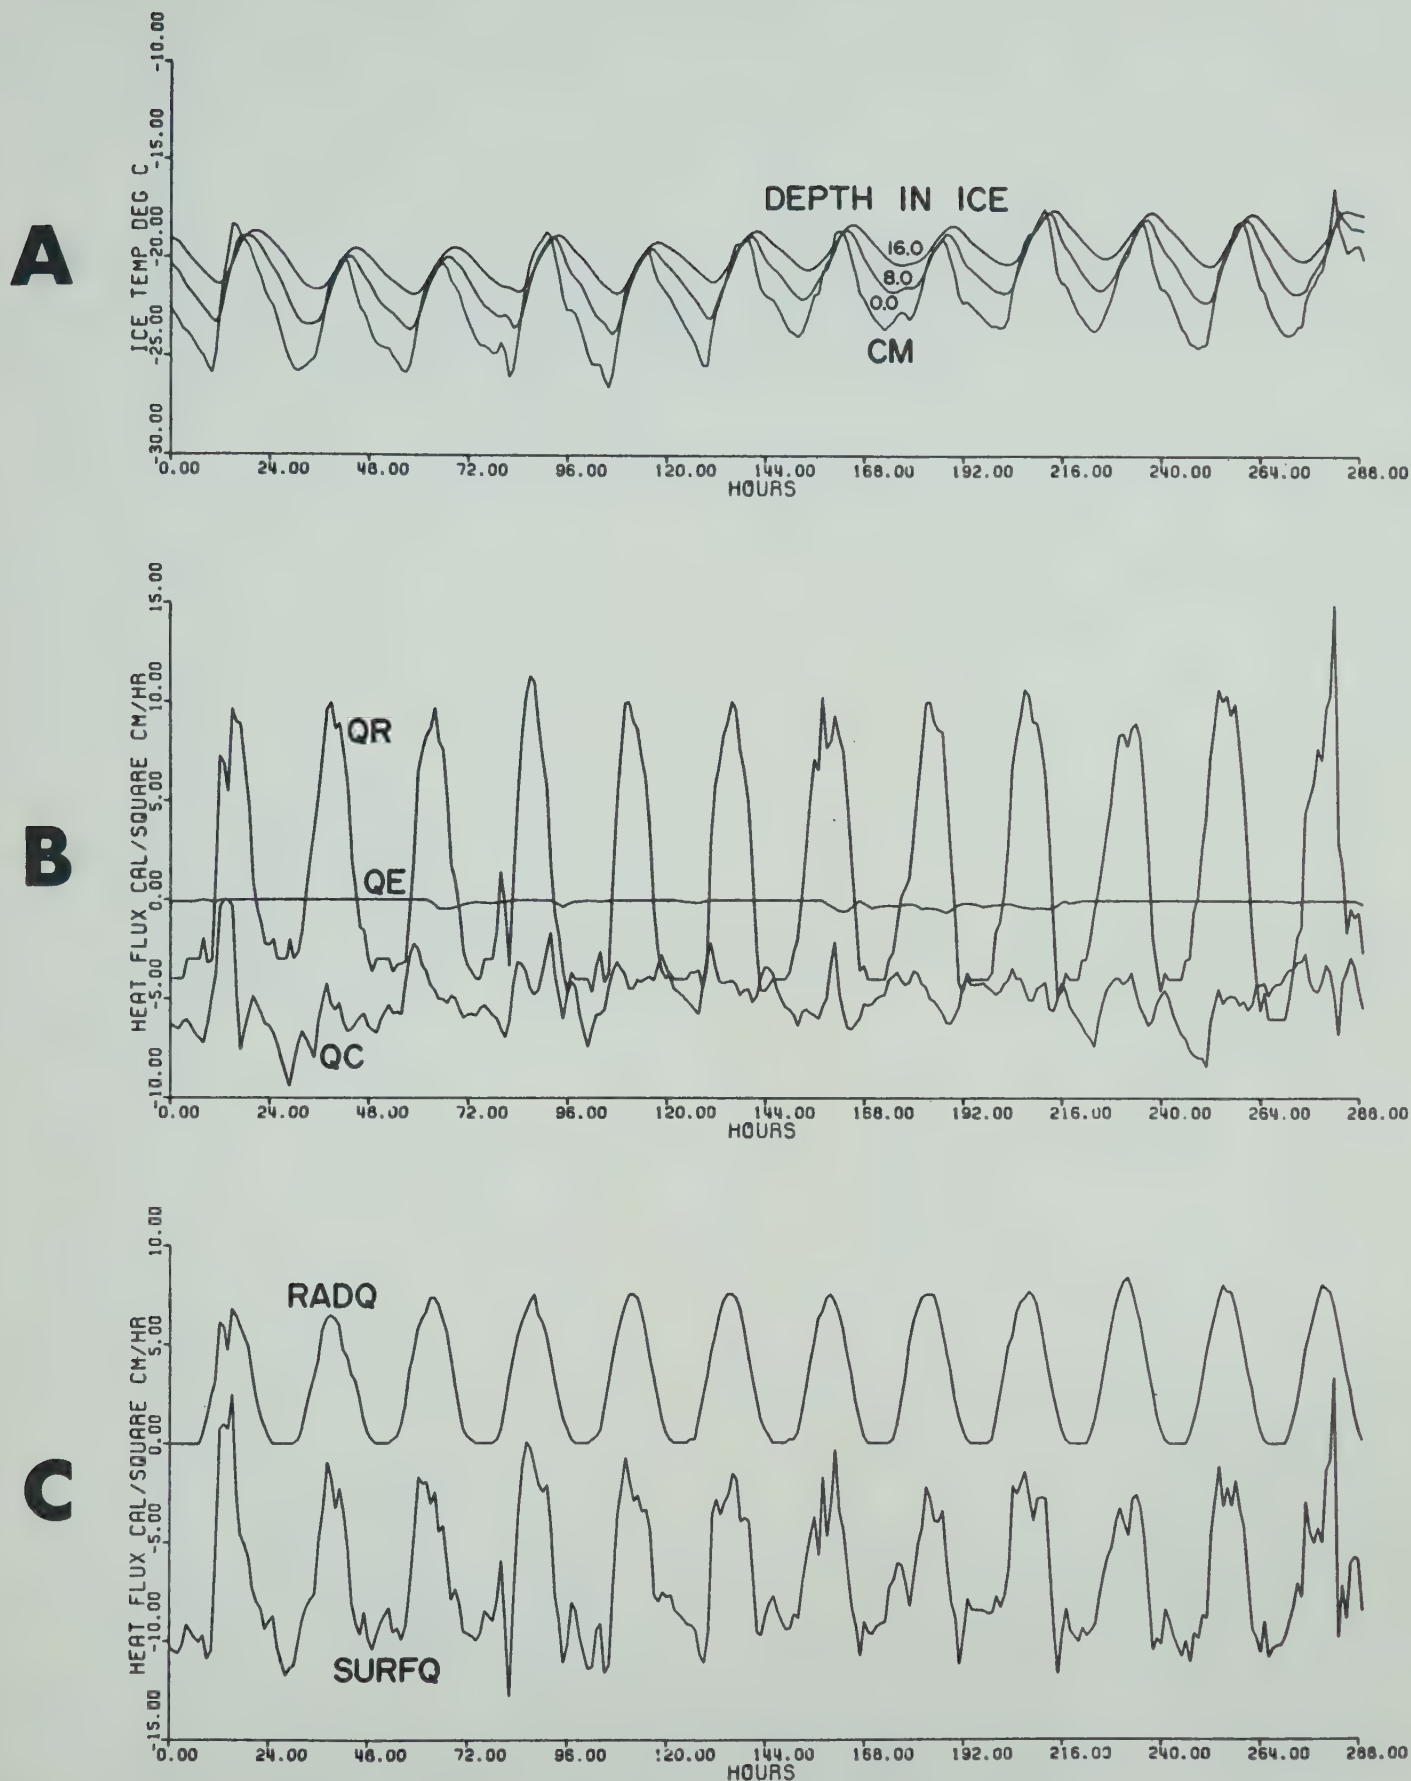 A
ICE TEMP DEG C
-10.00
-15.00
-20.00
-25.00
-30.00
DEPTH IN ICE
16.0
8.0
0.0
CM
0.00 24.00 48.00 72.00 96.00 120.00 144.00 168.00 192.00 216.00 240.00 264.00 288.00
HOURS
B
HEAT FLUX CAL/SQUARE CM/HR
15.00
10.00
5.00
0.00
-5.00
-10.00
QR
QE
QC
0.00 24.00 48.00 72.00 96.00 120.00 144.00 168.00 192.00 216.00 240.00 264.00 288.00
HOURS
C
HEAT FLUX CAL/SQUARE CM/HR
10.00
5.00
0.00
-5.00
-10.00
-15.00
RADQ
SURFQ
0.00 24.00 48.00 72.00 96.00 120.00 144.00 168.00 192.00 216.00 240.00 264.00 288.00
HOURS